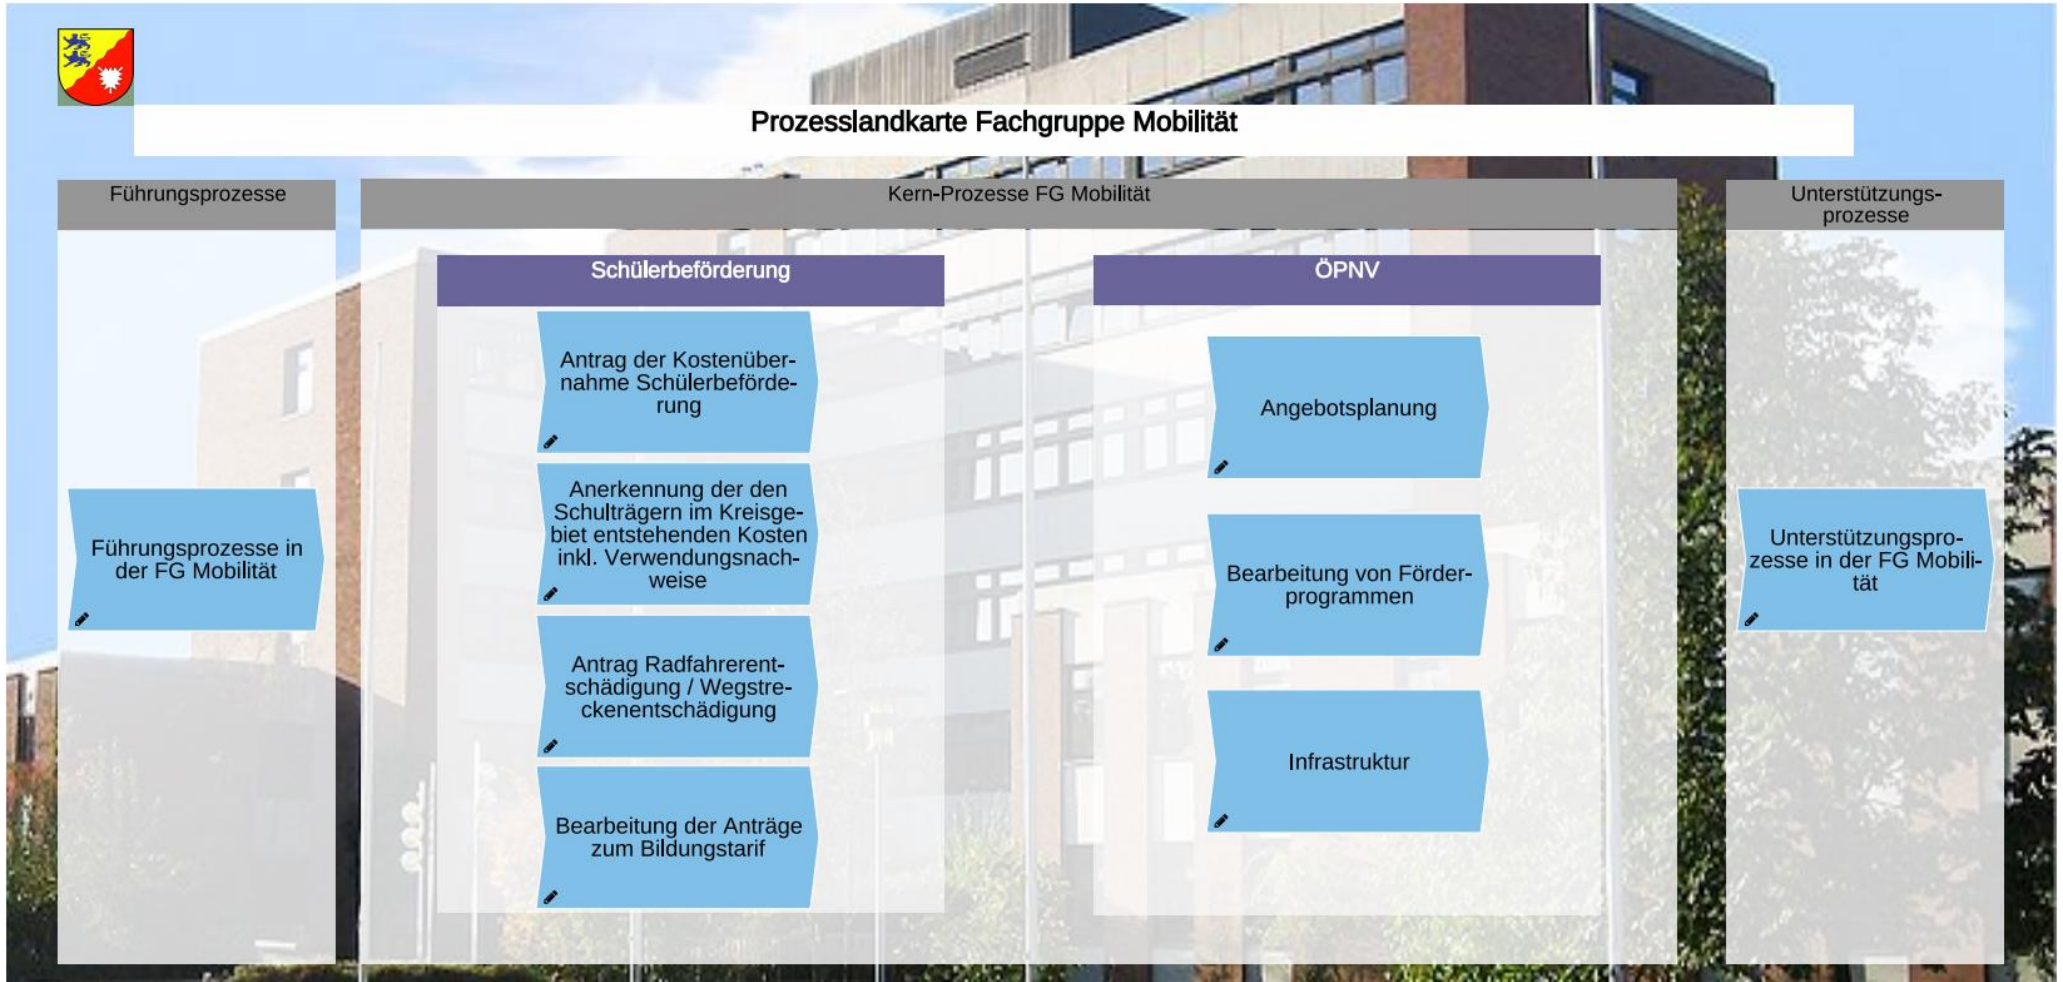 Prozesslandkarte Fachgruppe Mobilität
Führungsprozesse
Kern-Prozesse FG Mobilität
Unterstützungs-
prozesse
Schülerbeförderung
ÖPNV
Führungsprozesse in
der FG Mobilität
Antrag der Kostenüber-
nahme Schülerbeförde-
rung
Anerkennung der den
Schulträgern im Kreisge-
biet entstehenden Kosten
inkl. Verwendungsnach-
weise
Antrag Radfahrerent-
schädigung / Wegstre-
ckenentschädigung
Bearbeitung der Anträge
zum Bildungstarif
Angebotsplanung
Bearbeitung von Förder-
programmen
Infrastruktur
Unterstützungspro-
zesse in der FG Mobili-
tät